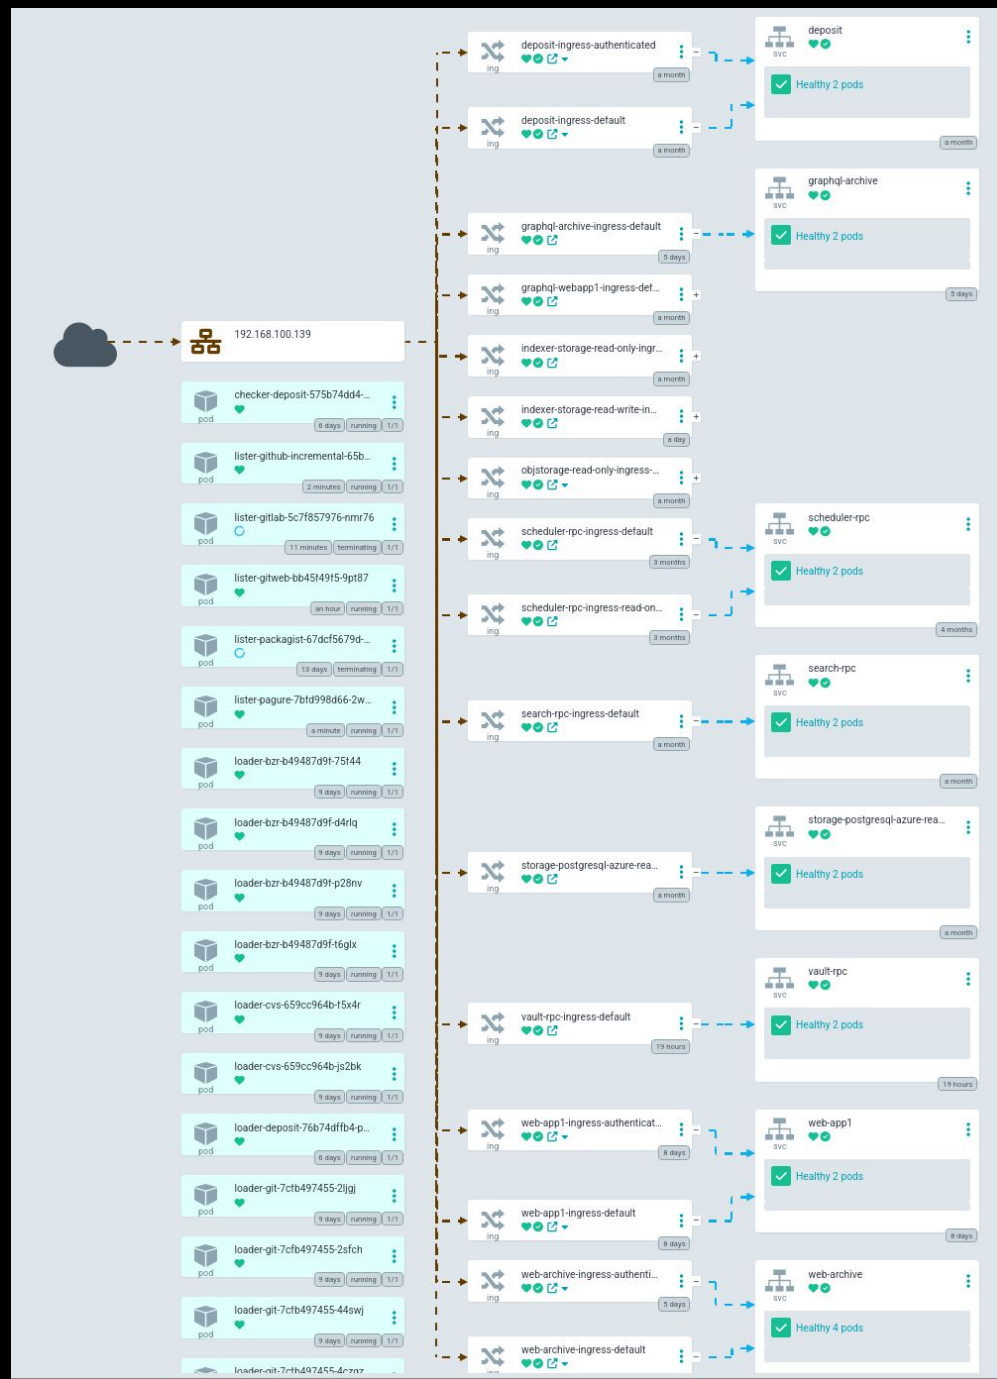 192.168.100.139
checker-deposit-575b74dd4-...
pod
6 days running 1/1
lister-github-incremental-65b...
pod
2 minutes running 1/1
lister-gitlab-5c7f857976-nmr76
pod
11 minutes terminating 1/1
lister-gitweb-bb45f49f5-9pt87
pod
an hour running 1/1
lister-packagist-67dcf5679d-...
pod
13 days terminating 1/1
lister-pagure-7bfd998d66-2w...
pod
a minute running 1/1
loader-bzr-b49487d9f-75f44
pod
9 days running 1/1
loader-bzr-b49487d9f-d4rlq
pod
9 days running 1/1
loader-bzr-b49487d9f-p28nv
pod
9 days running 1/1
loader-bzr-b49487d9f-t6glx
pod
9 days running 1/1
loader-cvs-659cc964b-f5x4r
pod
9 days running 1/1
loader-cvs-659cc964b-js2bk
pod
9 days running 1/1
loader-deposit-76b74dffb4-p...
pod
6 days running 1/1
loader-git-7cfb497455-2ljgj
pod
9 days running 1/1
loader-git-7cfb497455-2sfch
pod
9 days running 1/1
loader-git-7cfb497455-44swj
pod
9 days running 1/1
loader-git-7cfb497455-4czgz
deposit-ingress-authenticated
ing
a month
deposit-ingress-default
ing
a month
graphql-archive-ingress-default
ing
5 days
graphql-webapp1-ingress-def...
ing
a month
indexer-storage-read-only-ingr...
ing
a month
indexer-storage-read-write-in...
ing
a day
objstorage-read-only-ingress-...
ing
a month
scheduler-rpc-ingress-default
ing
3 months
scheduler-rpc-ingress-read-on...
ing
3 months
search-rpc-ingress-default
ing
a month
storage-postgresql-azure-rea...
ing
a month
vault-rpc-ingress-default
ing
19 hours
web-app1-ingress-authenticat...
ing
8 days
web-app1-ingress-default
ing
8 days
web-archive-ingress-authenti...
ing
5 days
web-archive-ingress-default
ing
deposit
svc
Healthy 2 pods
a month
graphql-archive
svc
Healthy 2 pods
5 days
scheduler-rpc
svc
Healthy 2 pods
4 months
search-rpc
svc
Healthy 2 pods
a month
storage-postgresql-azure-rea...
svc
Healthy 2 pods
a month
vault-rpc
svc
Healthy 2 pods
19 hours
web-app1
svc
Healthy 2 pods
8 days
web-archive
svc
Healthy 4 pods